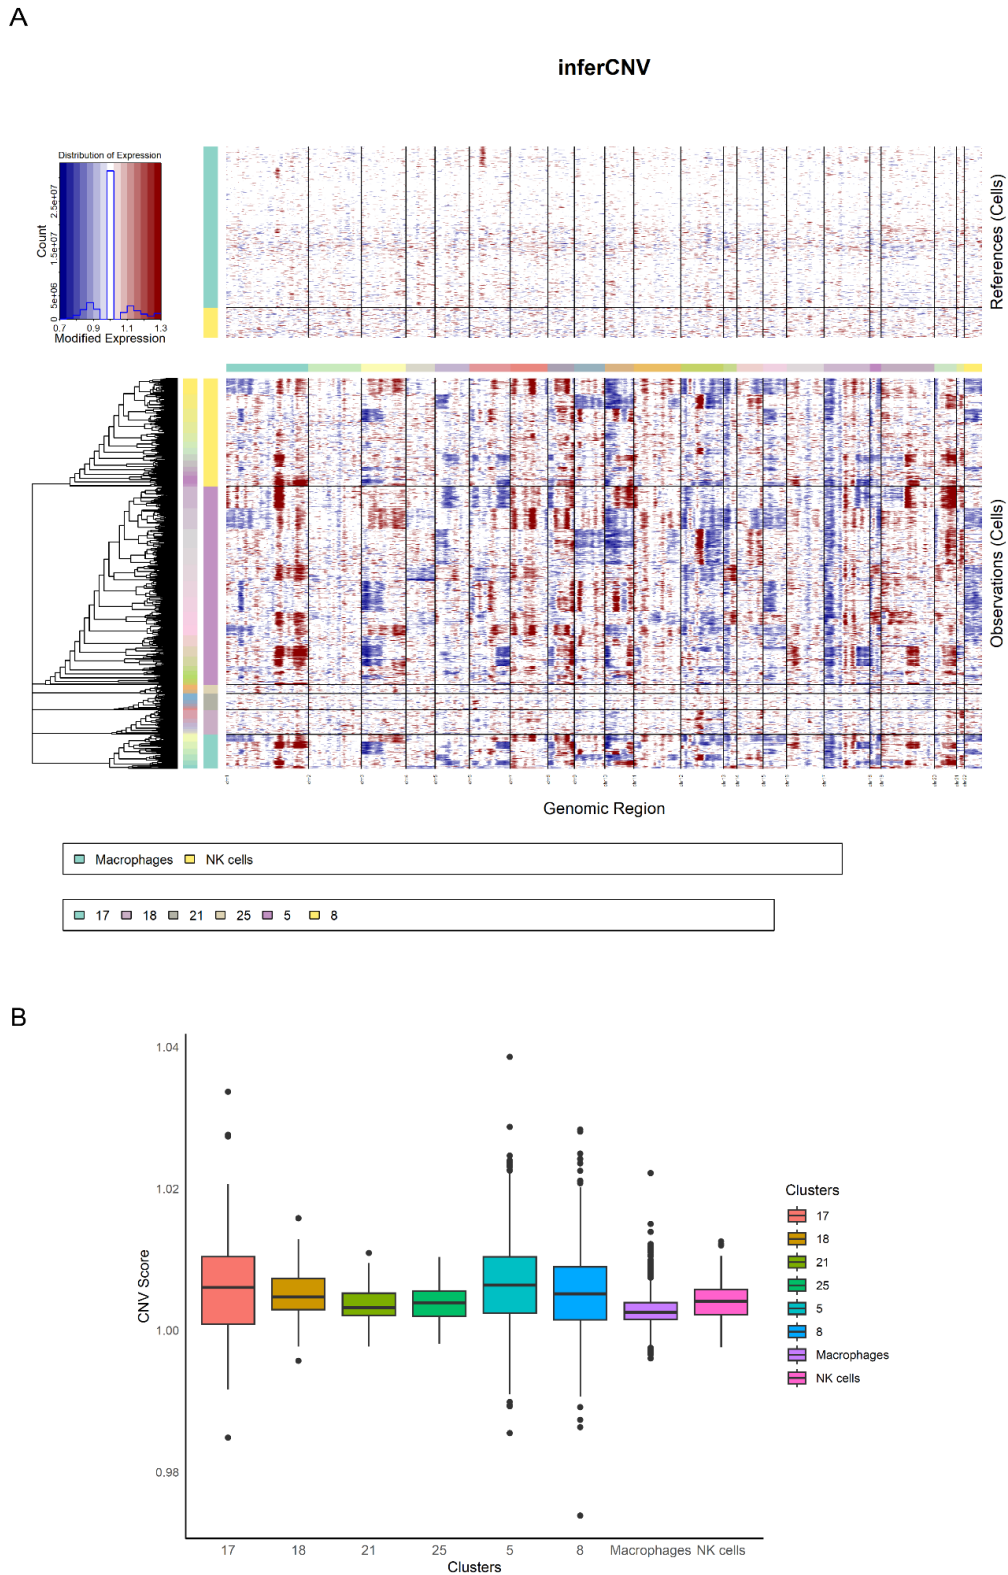 A
inferCNV
Distribution of Expression
Count
0 5e+06 1.5e+07 2.5e+07
0.7 0.9 1.1 1.3
Modified Expression
References (Cells)
Observations (Cells)
Genomic Region
Macrophages NK cells
17 18 21 25 5 8
B
1.04
1.02
1.00
0.98
CNV Score
17 18 21 25 5 8 Macrophages NK cells
Clusters
Clusters
17
18
21
25
5
8
Macrophages
NK cells